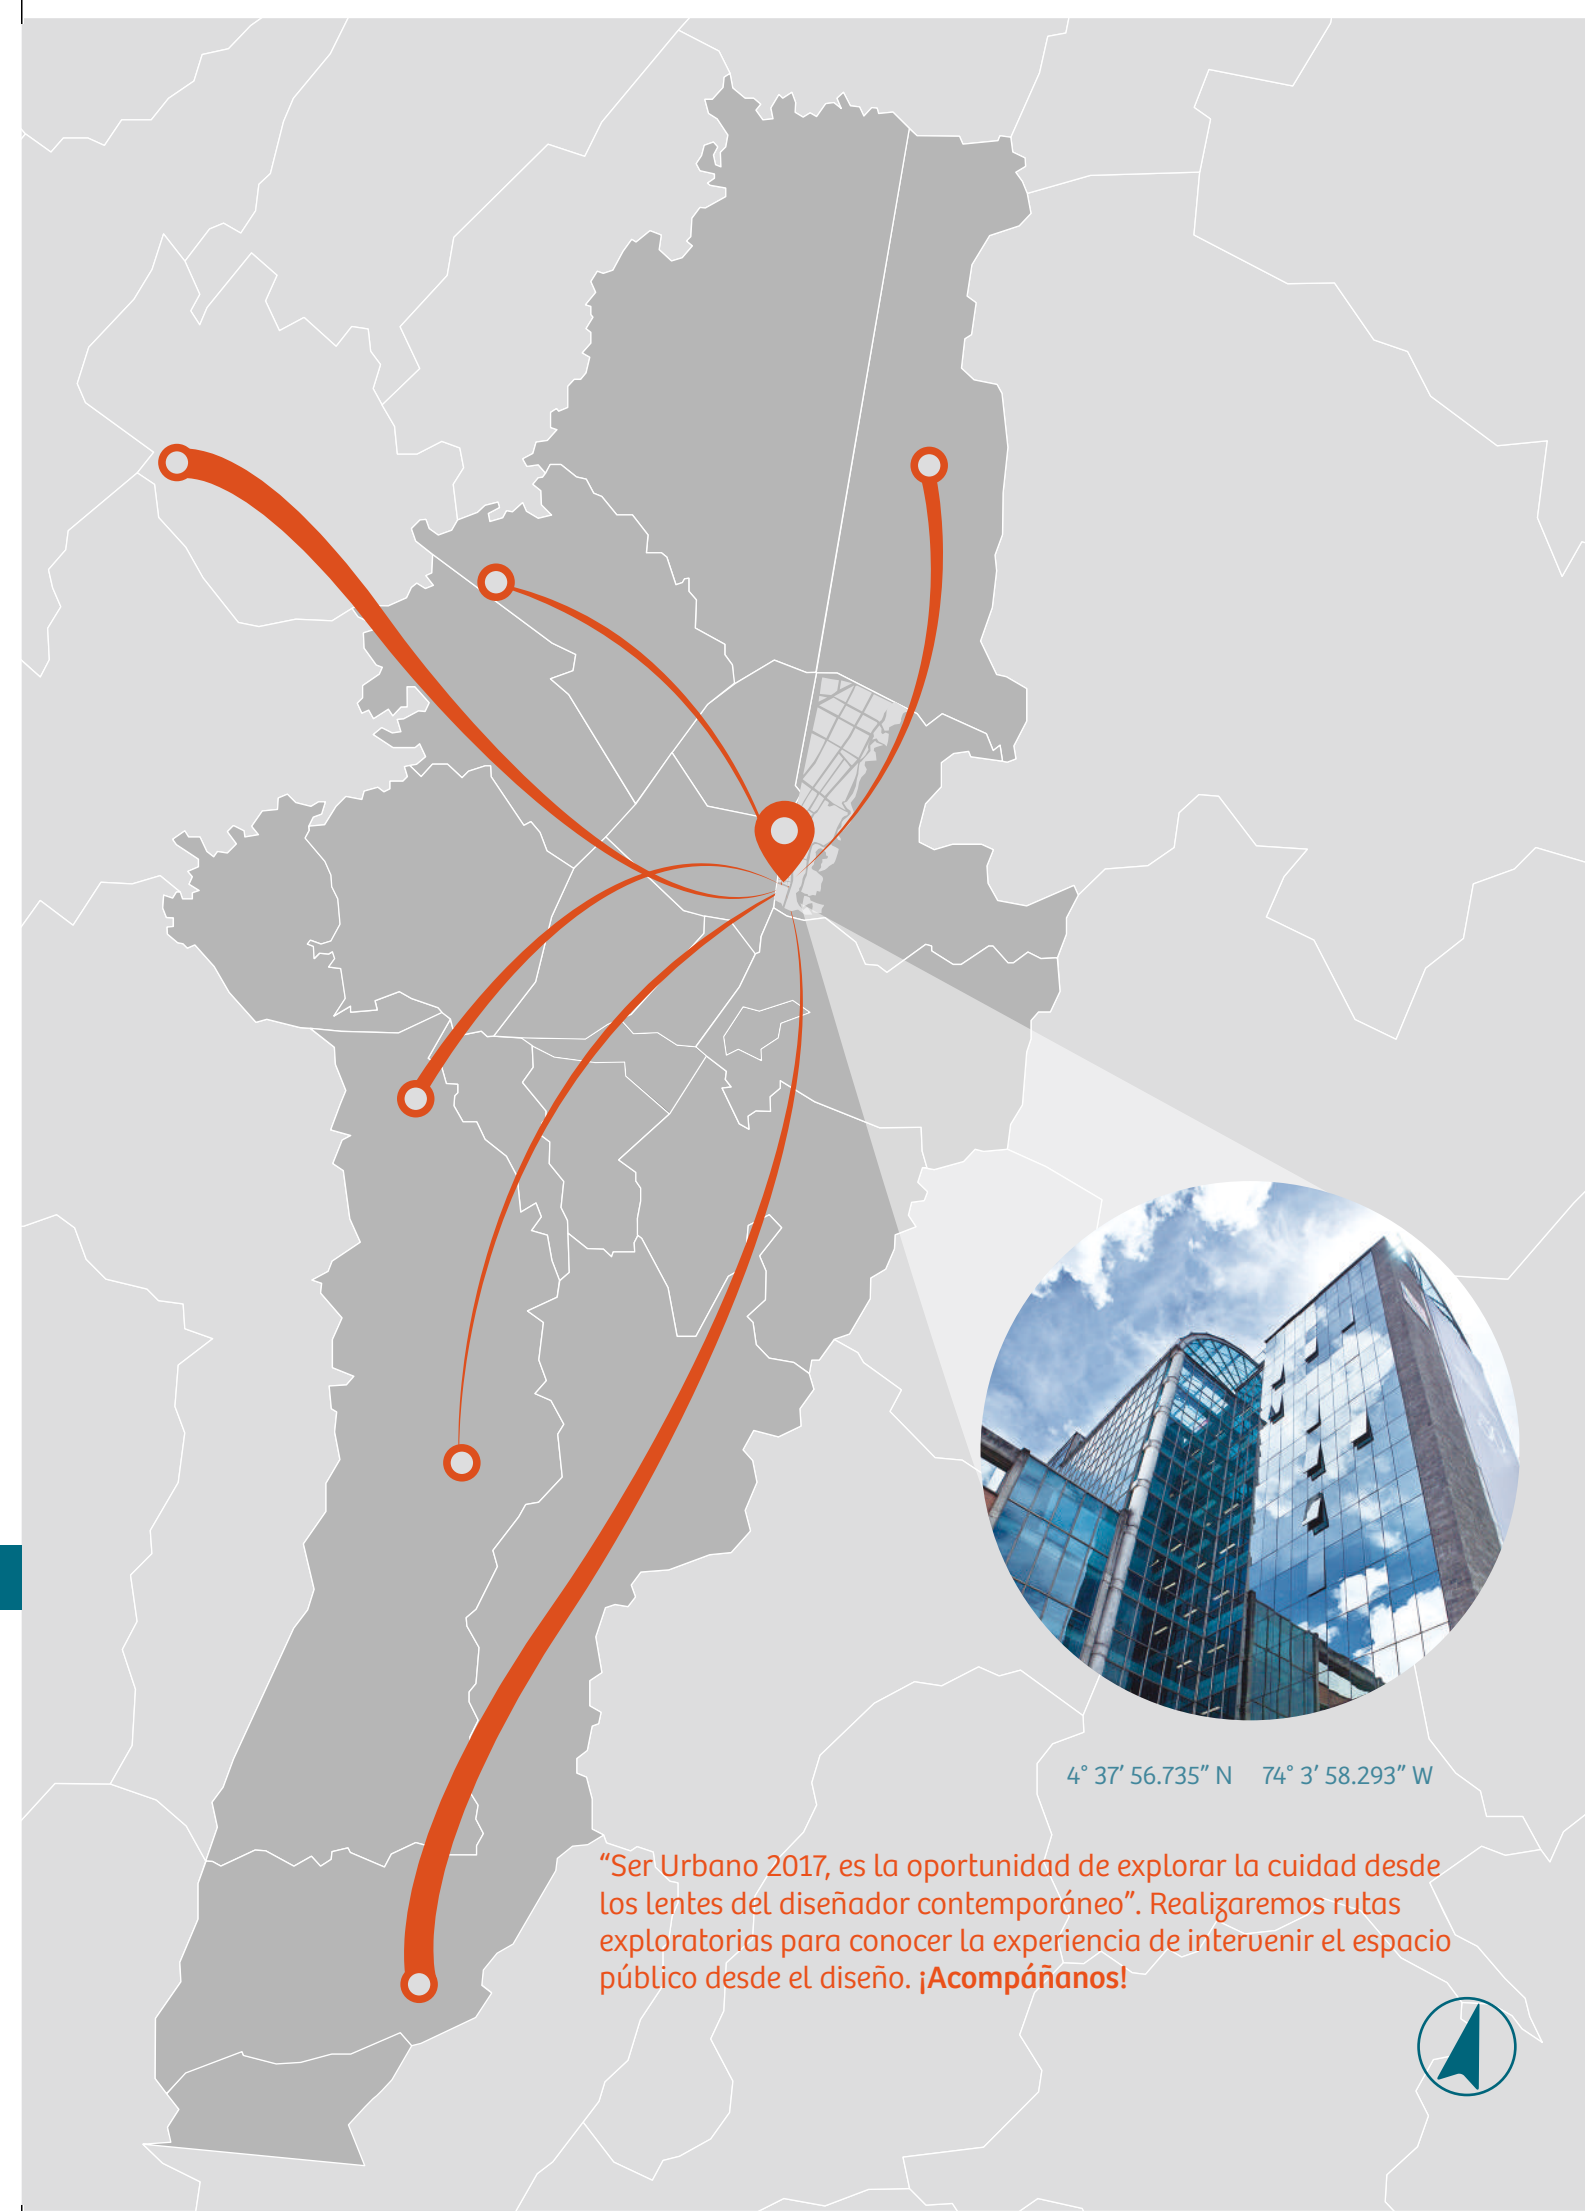 4° 37′ 56.735″ N 74° 3′ 58.293″ W
“Ser Urbano 2017, es la oportunidad de explorar la cuidad desde
los lentes del diseñador contemporáneo”. Realizaremos rutas
exploratorias para conocer la experiencia de intervenir el espacio
público desde el diseño. ¡Acompáñanos!